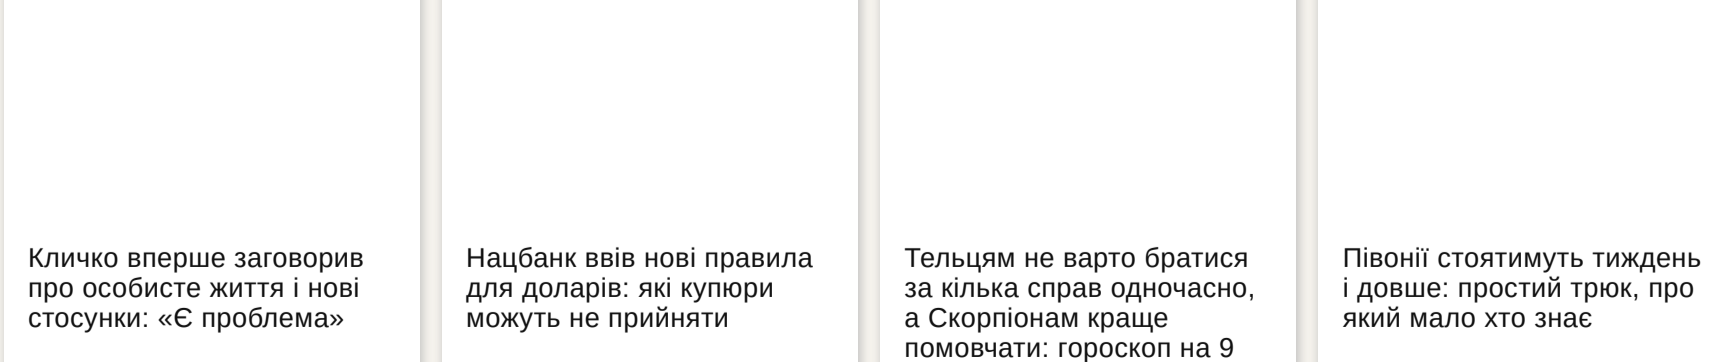 Кличко вперше заговорив
про особисте життя і нові
стосунки: «Є проблема»
Нацбанк ввів нові правила
для доларів: які купюри
можуть не прийняти
Тельцям не варто братися
за кілька справ одночасно,
а Скорпіонам краще
помовчати: гороскоп на 9
Півонії стоятимуть тиждень
і довше: простий трюк, про
який мало хто знає